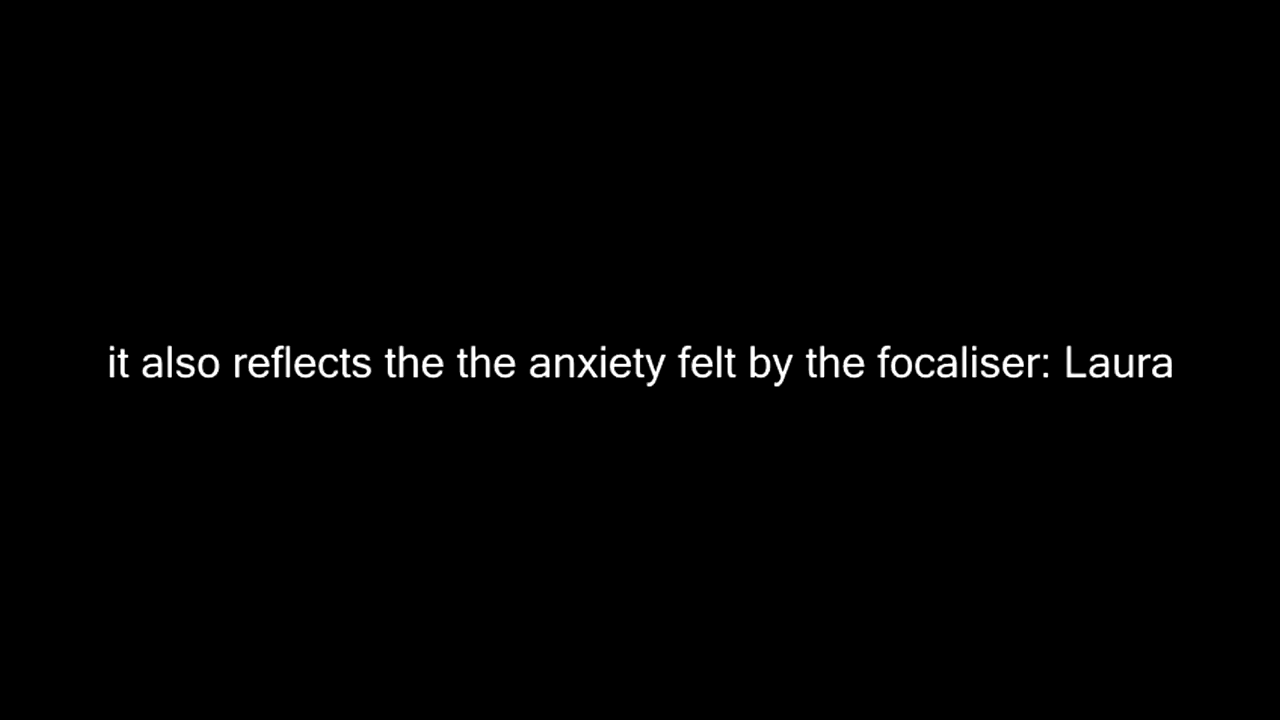 it also reflects the the anxiety felt by the focaliser: Laura